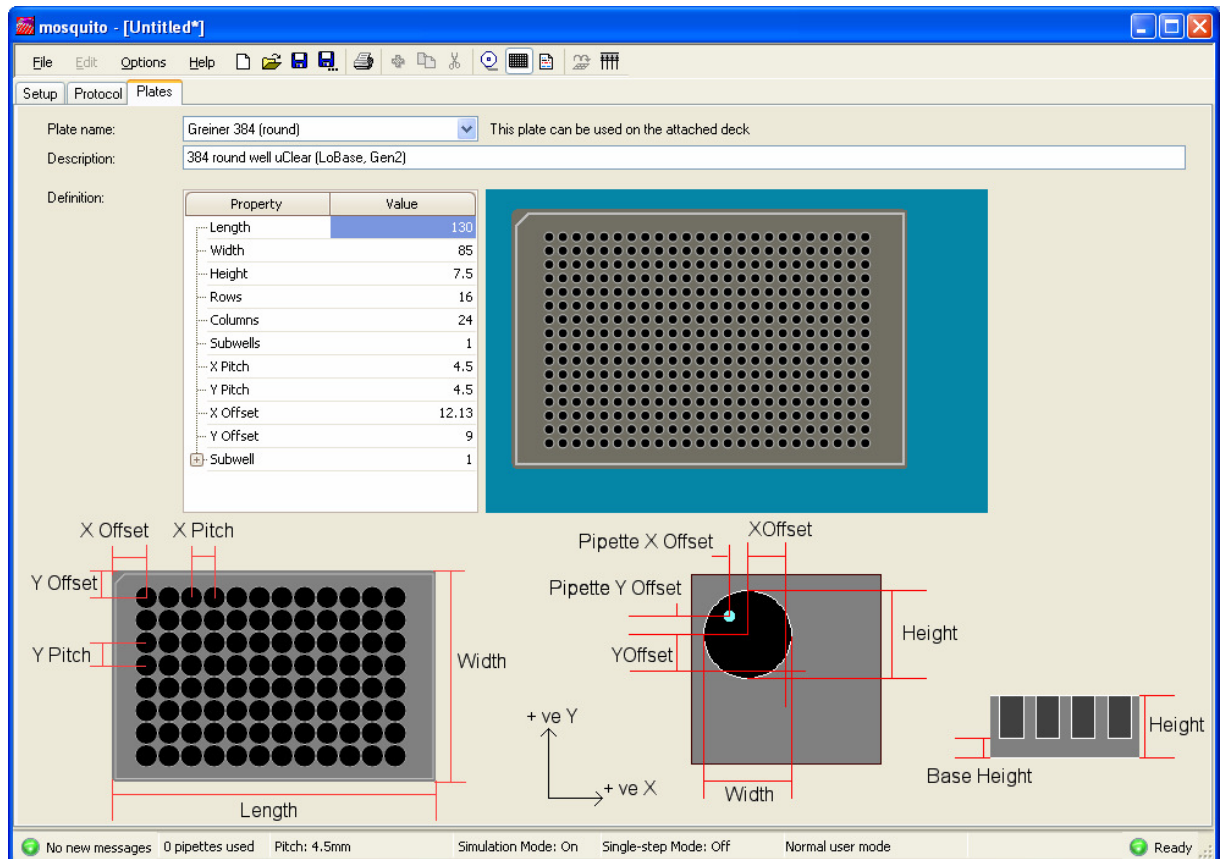 mosquito - [Untitled*]
File Edit Options Help
Setup Protocol Plates
Plate name: Greiner 384 (round) This plate can be used on the attached deck
Description: 384 round well uClear (LoBase, Gen2)
Definition:
Property Value
Length 130
Width 85
Height 7.5
Rows 16
Columns 24
Subwells 1
X Pitch 4.5
Y Pitch 4.5
X Offset 12.13
Y Offset 9
Subwell 1
X Offset X Pitch
Y Offset
Y Pitch
Width
Length
+ ve Y
+ ve X
XOffset
Pipette X Offset
Pipette Y Offset
YOffset
Height
Width
Height
Base Height
No new messages 0 pipettes used Pitch: 4.5mm Simulation Mode: On Single-step Mode: Off Normal user mode Ready